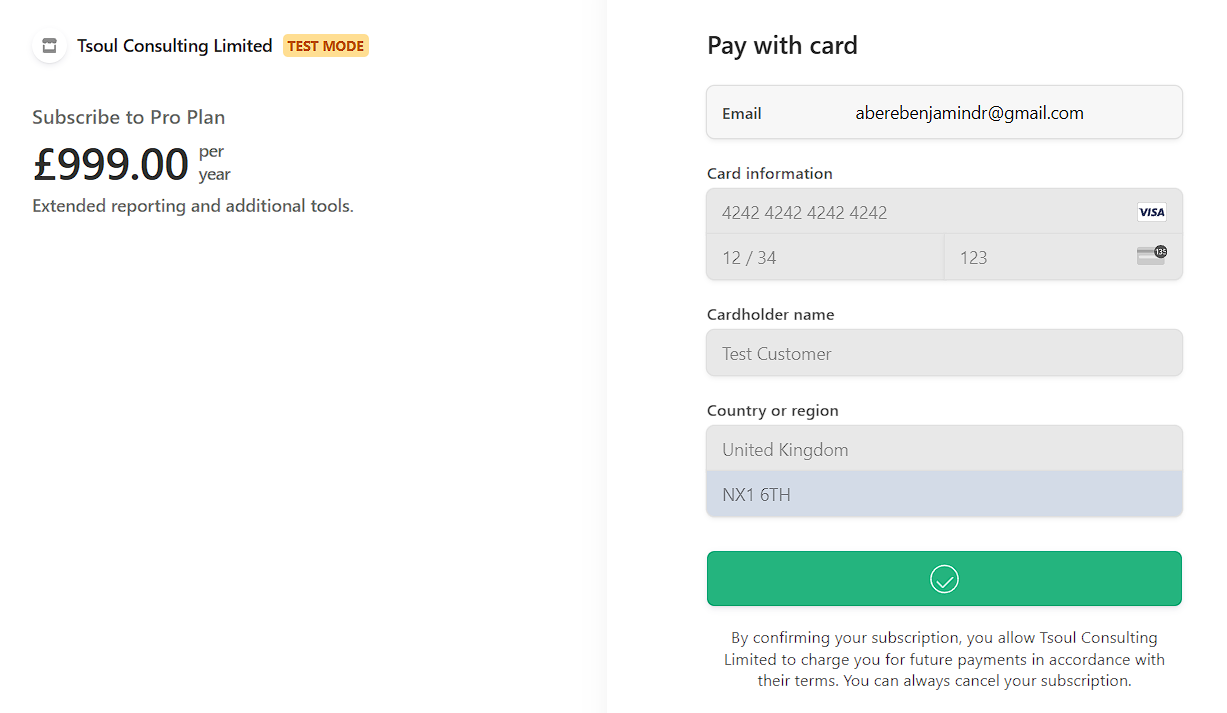 Tsoul Consulting Limited TEST MODE
Subscribe to Pro Plan
£999.00 per
year
Extended reporting and additional tools.
Pay with card
Email aberebenjamindr@gmail.com
Card information
4242 4242 4242 4242 VISA
12 / 34 123 135
Cardholder name
Test Customer
Country or region
United Kingdom
NX1 6TH
By confirming your subscription, you allow Tsoul Consulting
Limited to charge you for future payments in accordance with
their terms. You can always cancel your subscription.